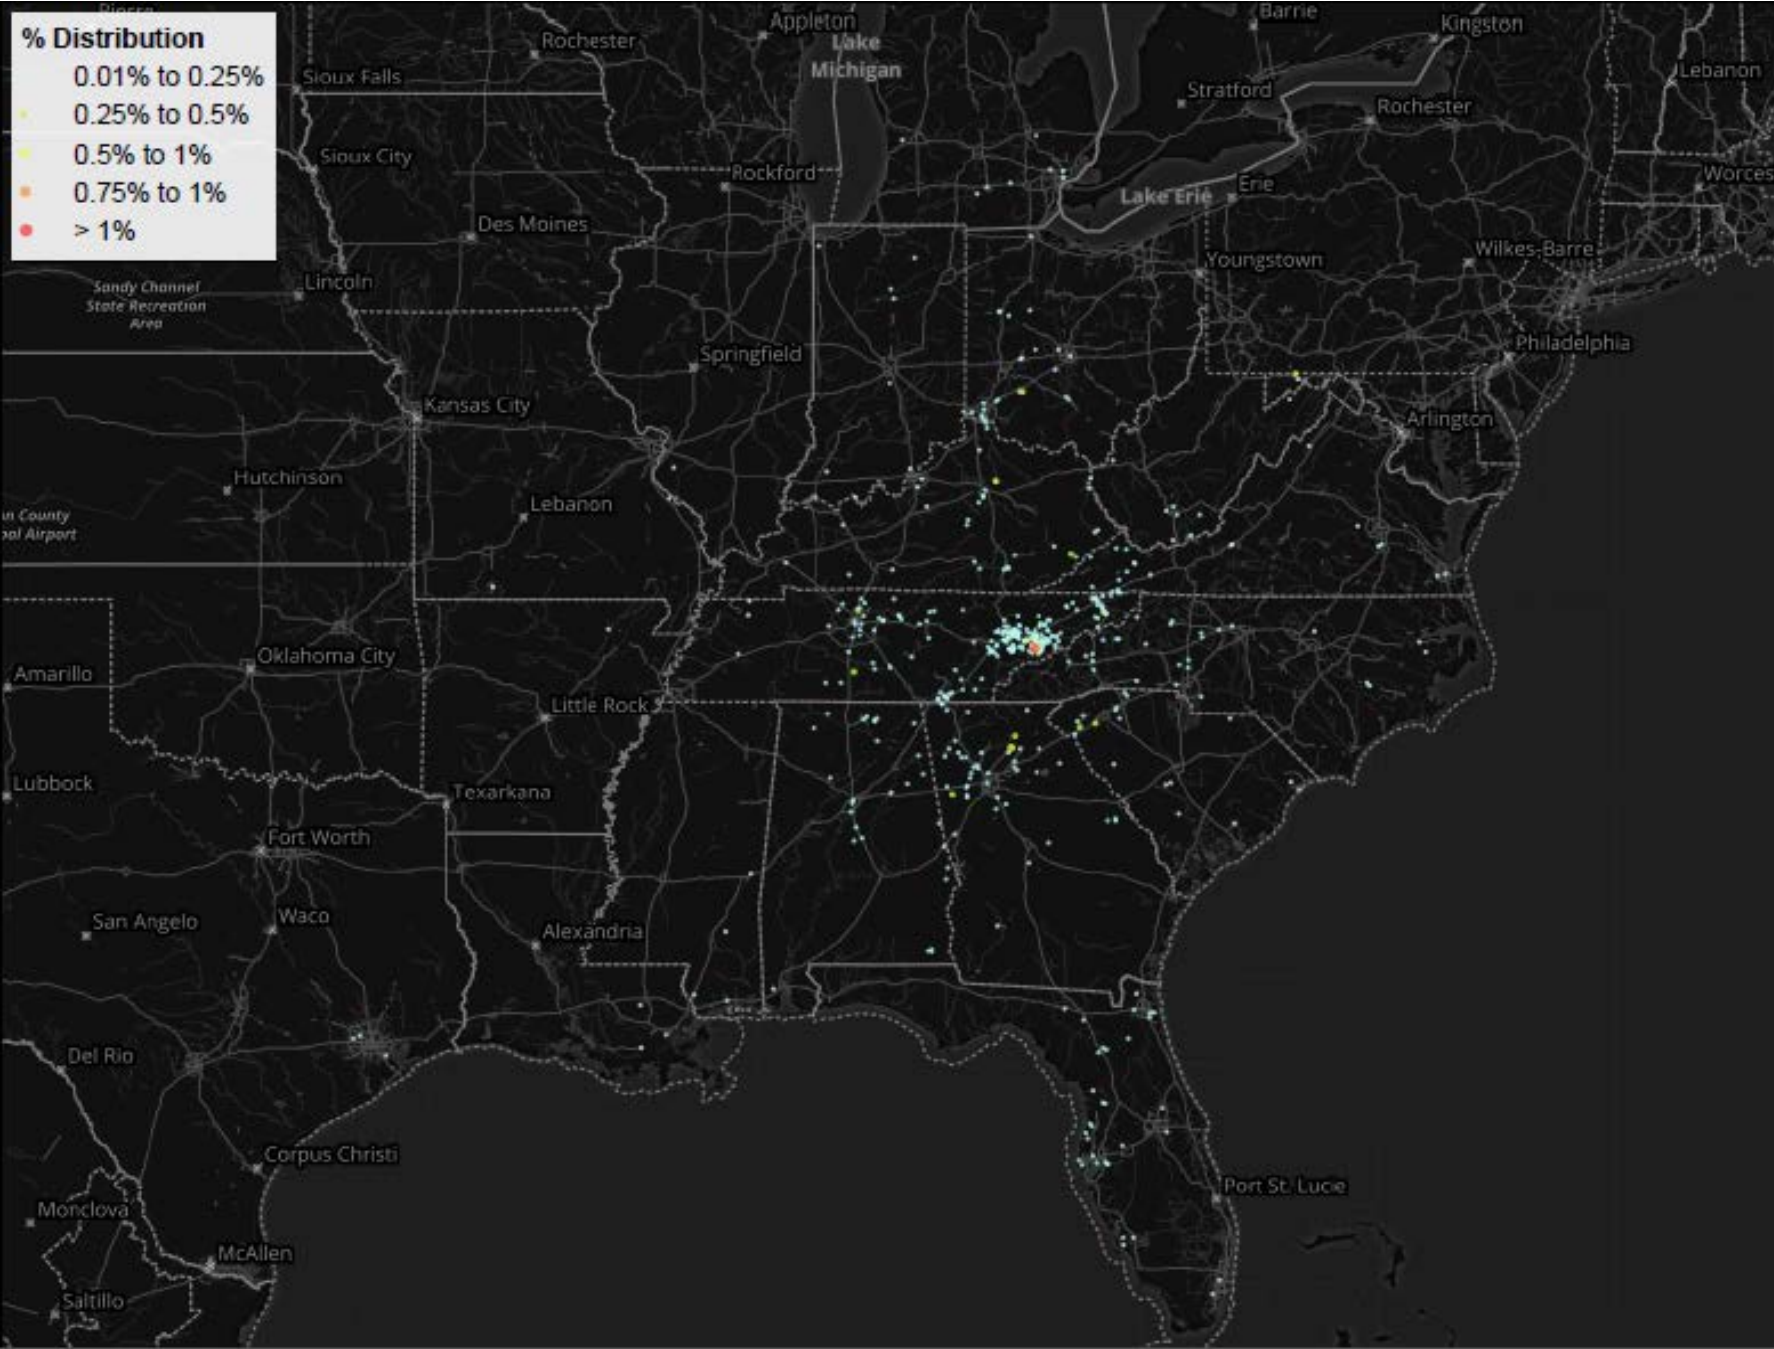 Pierre
% Distribution
0.01% to 0.25%
0.25% to 0.5%
0.5% to 1%
0.75% to 1%
> 1%
Appleton
Barrie
Kingston
Rochester
Lake
Michigan
Sioux Falls
Lebanon
Stratford
Rochester
Sioux City
Rockford
Worces
Erie
Lake Erie
Des Moines
Wilkes-Barre
Youngstown
Lincoln
Sandy Channel
State Recreation
Area
Philadelphia
Springfield
Kansas City
Arlington
Hutchinson
Lebanon
n County
al Airport
Oklahoma City
Amarillo
Little Rock
Lubbock
Texarkana
Fort Worth
Waco
San Angelo
Alexandria
Del Rio
Corpus Christi
Port St. Lucie
Monclova
McAllen
Saltillo